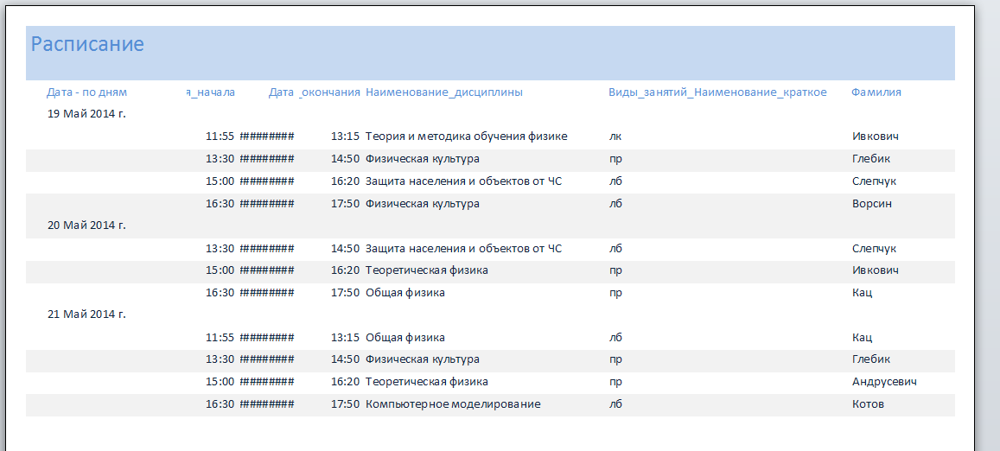 Расписание
Дата - по дням я_начала Дата _окончания Наименование_дисциплины Виды_занятий_Наименование_краткое Фамилия
19 Май 2014 г.
11:55 ######### 13:15 Теория и методика обучения физике лк Ивкович
13:30 ######### 14:50 Физическая культура пр Глебик
15:00 ######### 16:20 Защита населения и объектов от ЧС лб Слепчук
16:30 ######### 17:50 Физическая культура лб Ворсин
20 Май 2014 г.
13:30 ######### 14:50 Защита населения и объектов от ЧС лб Слепчук
15:00 ######### 16:20 Теоретическая физика пр Ивкович
16:30 ######### 17:50 Общая физика пр Кац
21 Май 2014 г.
11:55 ######### 13:15 Общая физика лб Кац
13:30 ######### 14:50 Физическая культура пр Глебик
15:00 ######### 16:20 Теоретическая физика пр Андрусевич
16:30 ######### 17:50 Компьютерное моделирование лб Котов